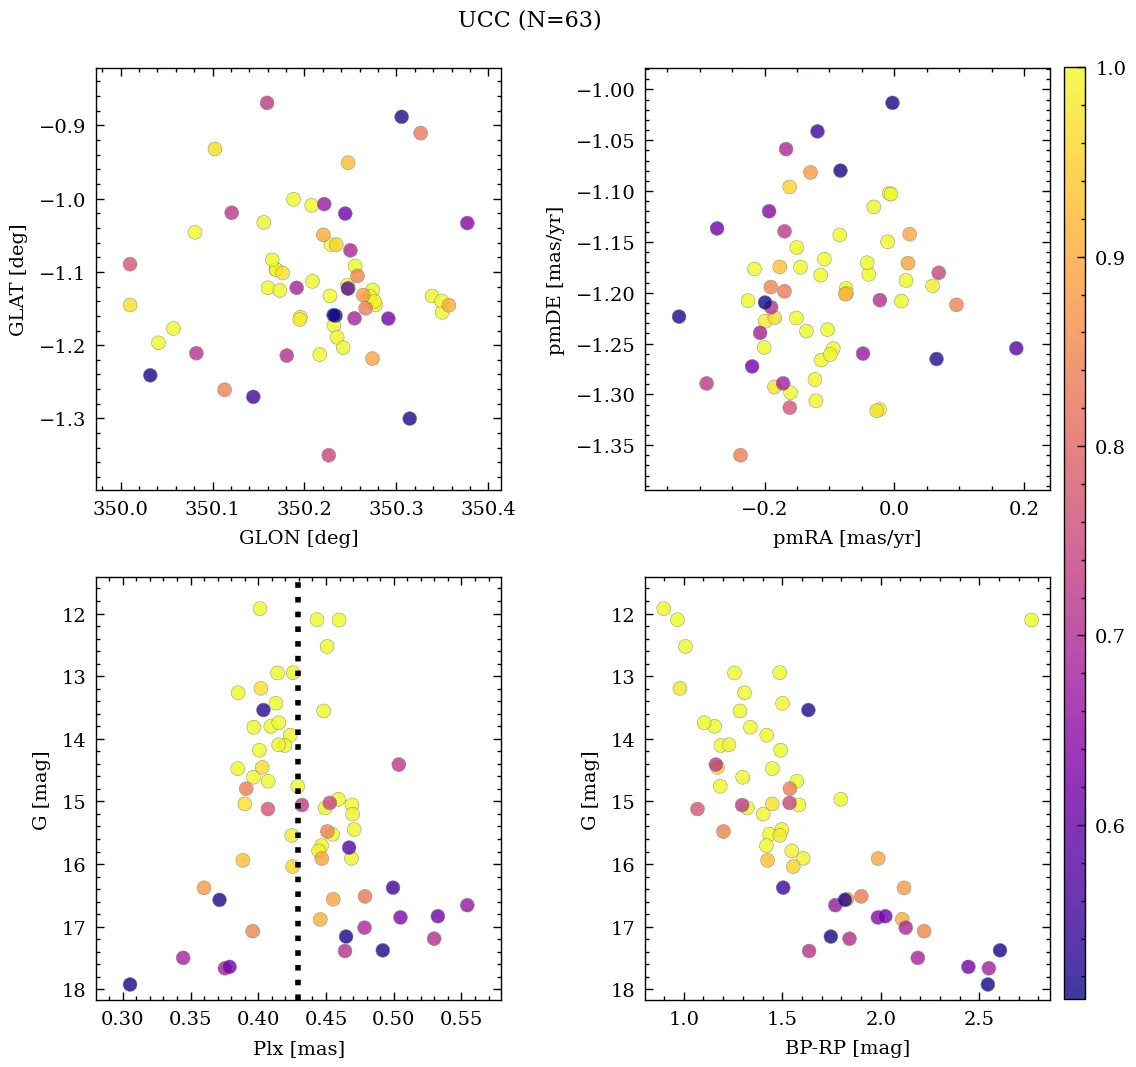 UCC (N=63)
−0.9
−1.0
−1.1
−1.2
−1.3
GLAT [deg]
350.0 350.1 350.2 350.3 350.4
GLON [deg]
−1.00
−1.05
−1.10
−1.15
−1.20
−1.25
−1.30
−1.35
pmDE [mas/yr]
−0.2 0.0 0.2
pmRA [mas/yr]
12
13
14
15
16
17
18
G [mag]
0.30 0.35 0.40 0.45 0.50 0.55
Plx [mas]
12
13
14
15
16
17
18
G [mag]
1.0 1.5 2.0 2.5
BP-RP [mag]
1.0
0.9
0.8
0.7
0.6